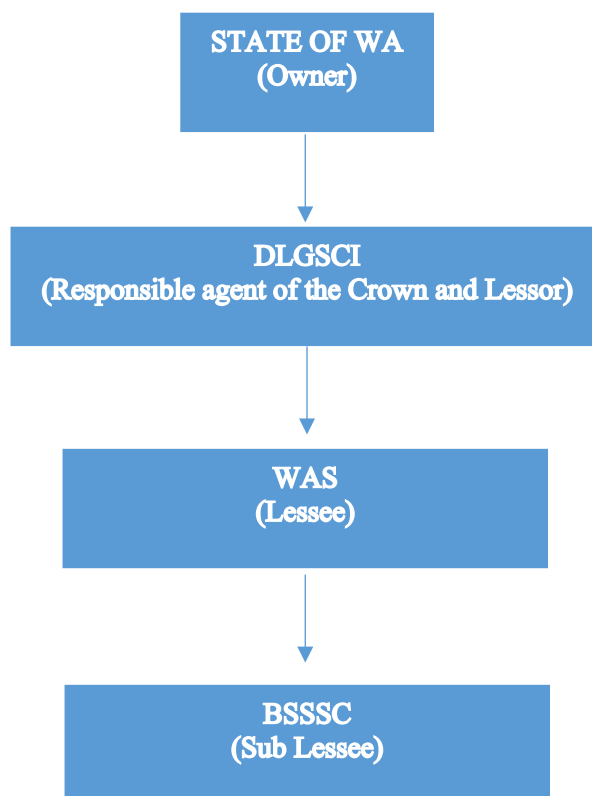 STATE OF WA
(Owner)
DLGSCI
(Responsible agent of the Crown and Lessor)
WAS
(Lessee)
BSSSC
(Sub Lessee)